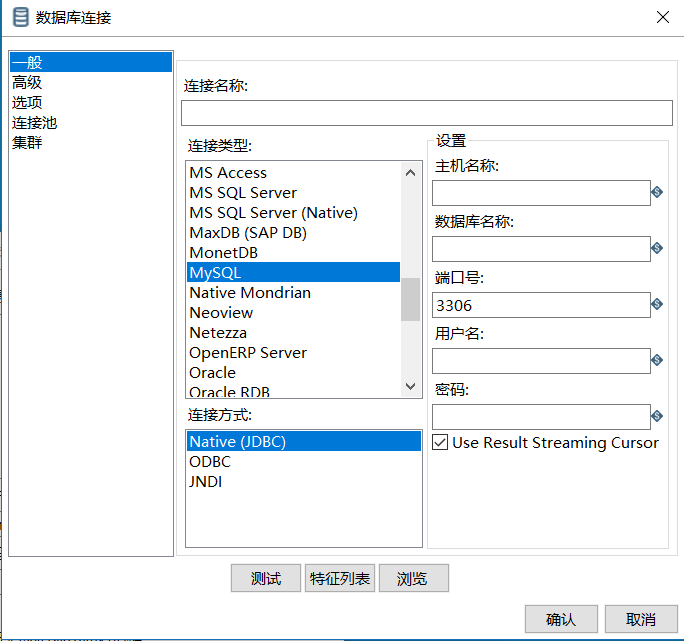 数据库连接
一般
高级
选项
连接池
集群
连接名称:
连接类型:
MS Access
MS SQL Server
MS SQL Server (Native)
MaxDB (SAP DB)
MonetDB
MySQL
Native Mondrian
Neoview
Netezza
OpenERP Server
Oracle
Oracle RDB
连接方式:
Native (JDBC)
ODBC
JNDI
设置
主机名称:
数据库名称:
端口号:
3306
用户名:
密码:
Use Result Streaming Cursor
测试
特征列表
浏览
确认
取消